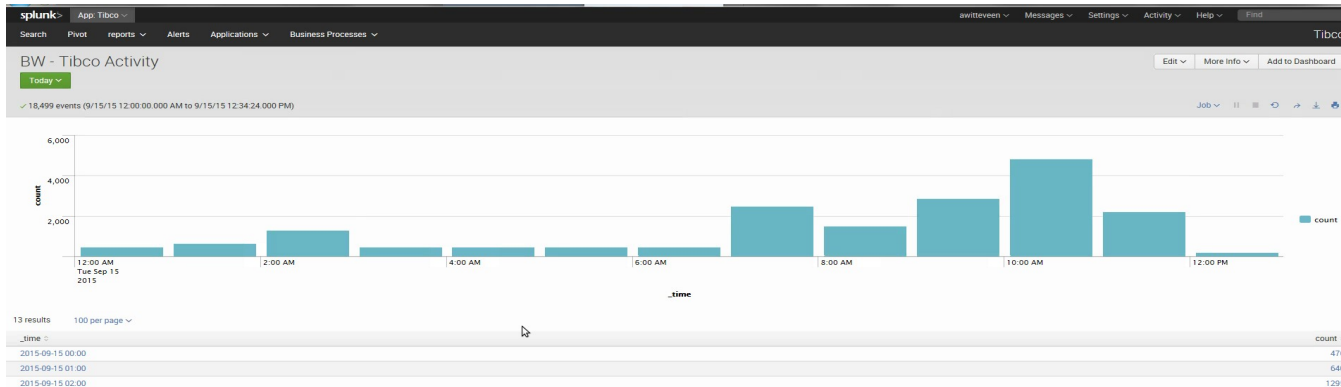 splunk> App: Tibco awitteveen Messages Settings Activity Help Find
Search Pivot reports Alerts Applications Business Processes Tibco
BW - Tibco Activity Edit More Info Add to Dashboard
Today
18,499 events (9/15/15 12:00:00.000 AM to 9/15/15 12:34:24.000 PM) Job
6,000
4,000
2,000
count
count
12:00 AM 2:00 AM 4:00 AM 6:00 AM 8:00 AM 10:00 AM 12:00 PM
Tue Sep 15
2015
_time
13 results 100 per page
_time count
2015-09-15 00:00
2015-09-15 01:00
2015-09-15 02:00